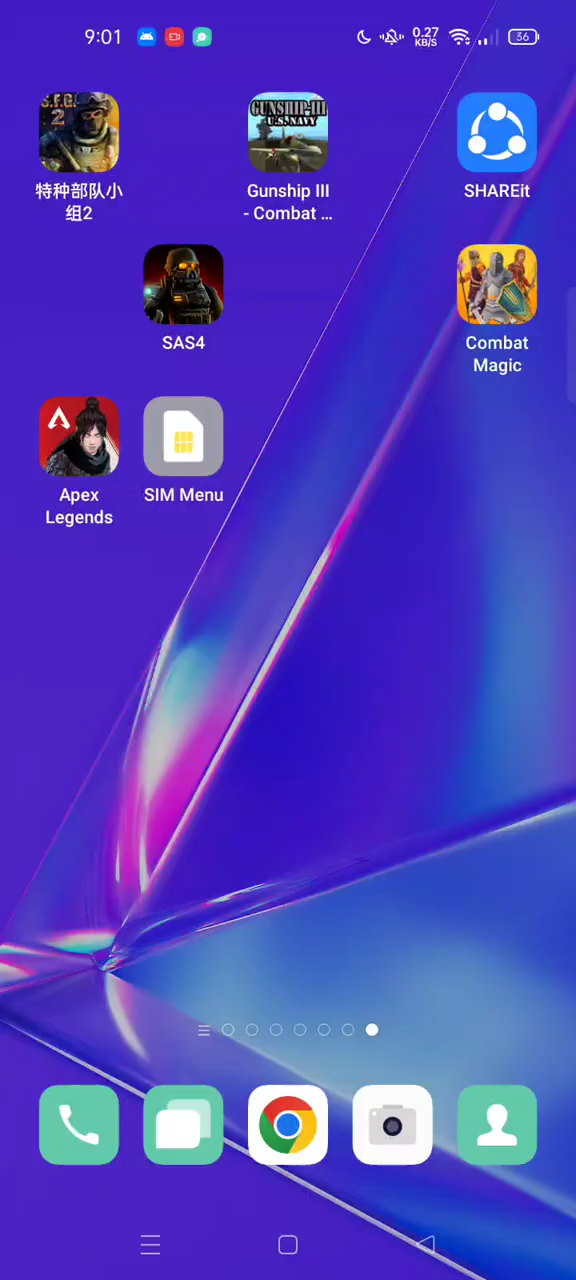 9:01
0.27
KB/S
36
S.F.G.
2
GUNSHIP-III
U.S. NAVY
特种部队小
组2
Gunship III
- Combat ...
SHAREit
SAS4
Combat
Magic
Apex
Legends
SIM Menu